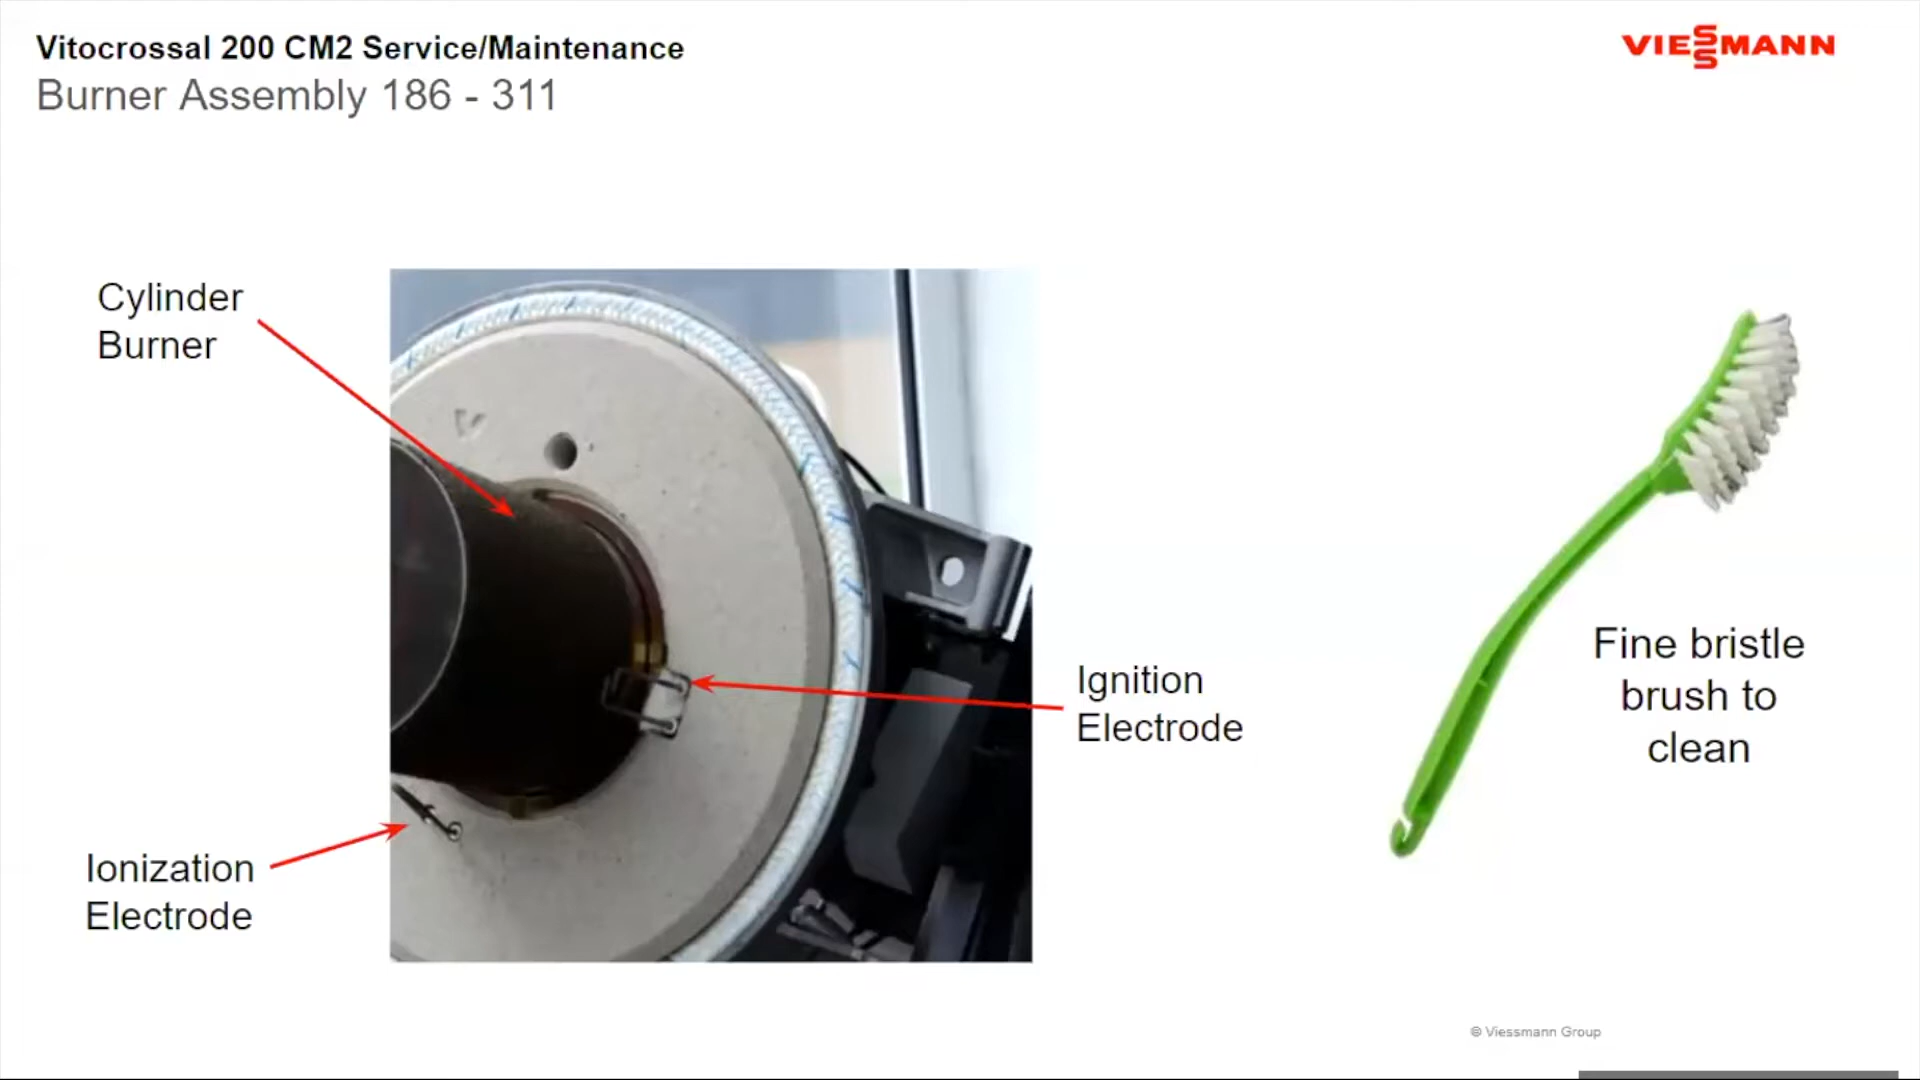 Vitocrossal 200 CM2 Service/Maintenance
Burner Assembly 186 - 311
VIESSMANN
Cylinder
Burner
Ignition
Electrode
Ionization
Electrode
Fine bristle
brush to
clean
© Viessmann Group